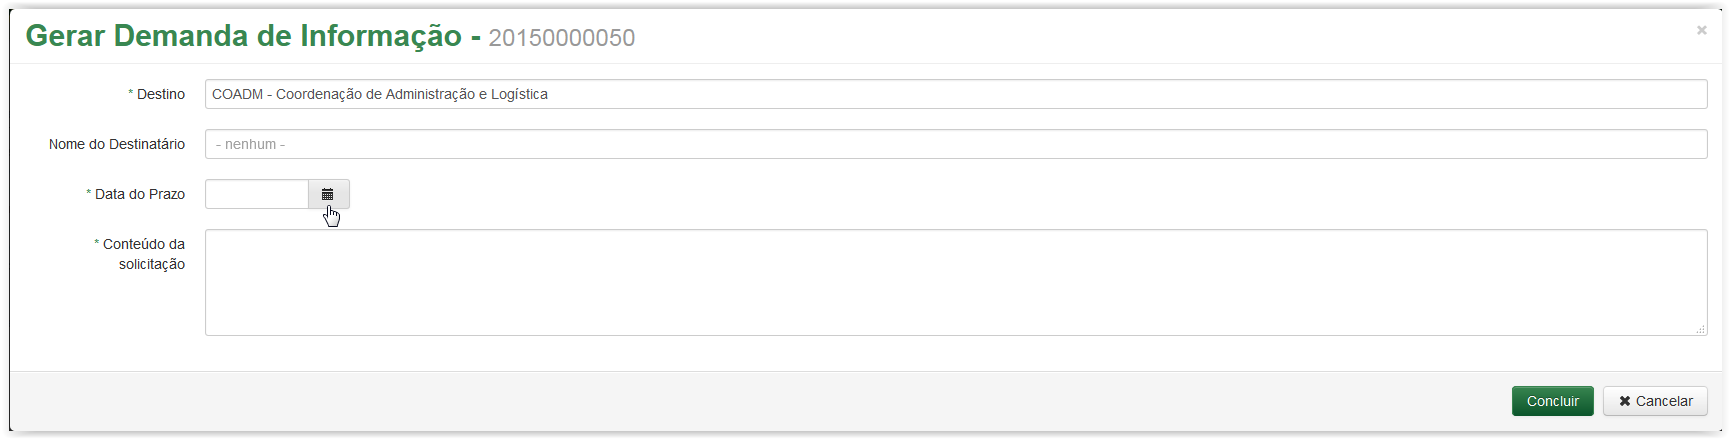 Gerar Demanda de Informação - 20150000050 ×
* Destino COADM - Coordenação de Administração e Logística
Nome do Destinatário - nenhum -
* Data do Prazo
* Conteúdo da
solicitação
Concluir ✖ Cancelar